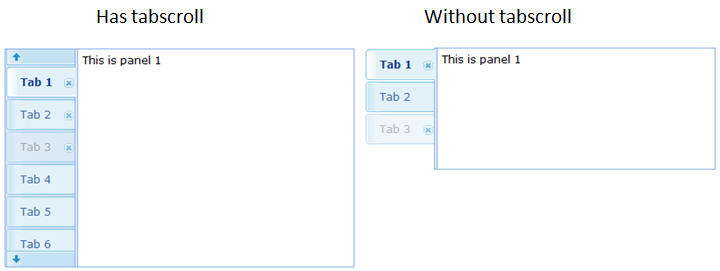 Has tabscroll
This is panel 1
Tab 1
Tab 2
Tab 3
Tab 4
Tab 5
Tab 6
Without tabscroll
This is panel 1
Tab 1
Tab 2
Tab 3